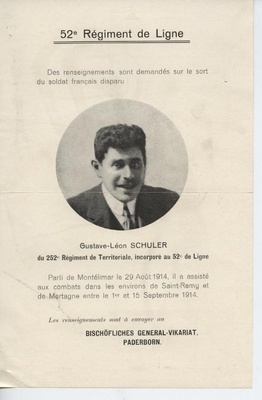 52e Régiment de Ligne
Des renseignements sont demandés sur le sort
du soldat français disparu
Gustave-Léon SCHULER
du 252e Régiment de Territoriale, incorporé au 52e de Ligne
Parti de Montélimar le 29 Août 1914, il a assisté
aux combats dans les environs de Saint-Remy et
de Mortagne entre le 1er et 15 Septembre 1914.
Les renseignements sont à envoyer au
BISCHÖFLICHES GENERAL-VIKARIAT,
PADERBORN.